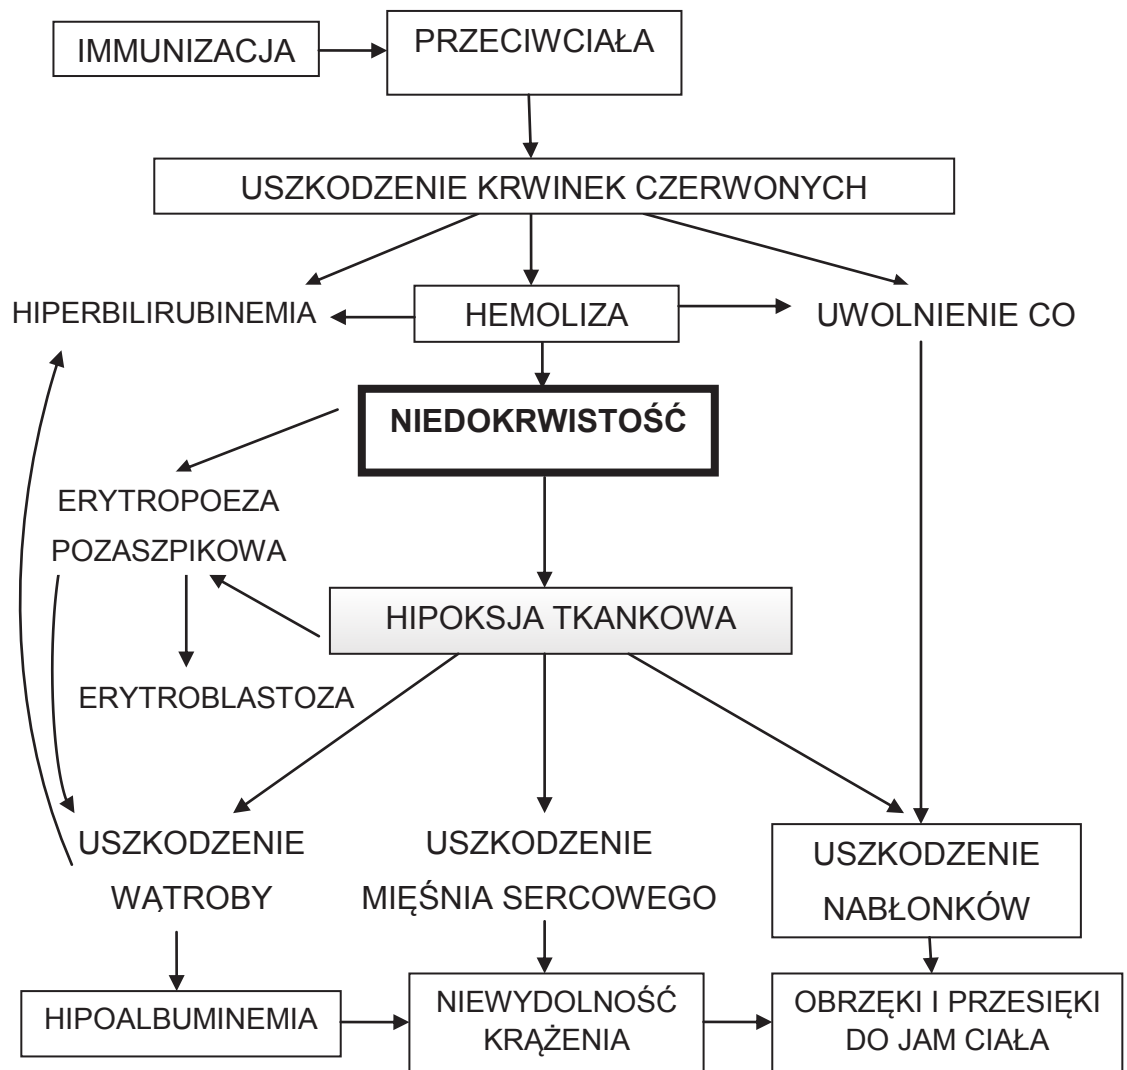 IMMUNIZACJA
PRZECIWCIAŁA
USZKODZENIE KRWINEK CZERWONYCH
HIPERBILIRUBINEMIA
HEMOLIZA
UWOLNIENIE CO
NIEDOKRWISTOŚĆ
ERYTROPOEZA
POZASZPIKOWA
HIPOKSJA TKANKOWA
ERYTROBLASTOZA
USZKODZENIE
WĄTROBY
USZKODZENIE
MIĘŚNIA SERCOWEGO
USZKODZENIE
NABŁONKÓW
HIPOALBUMINEMIA
NIEWYDOLNOŚĆ
KRĄŻENIA
OBRZĘKI I PRZESIĘKI
DO JAM CIAŁA